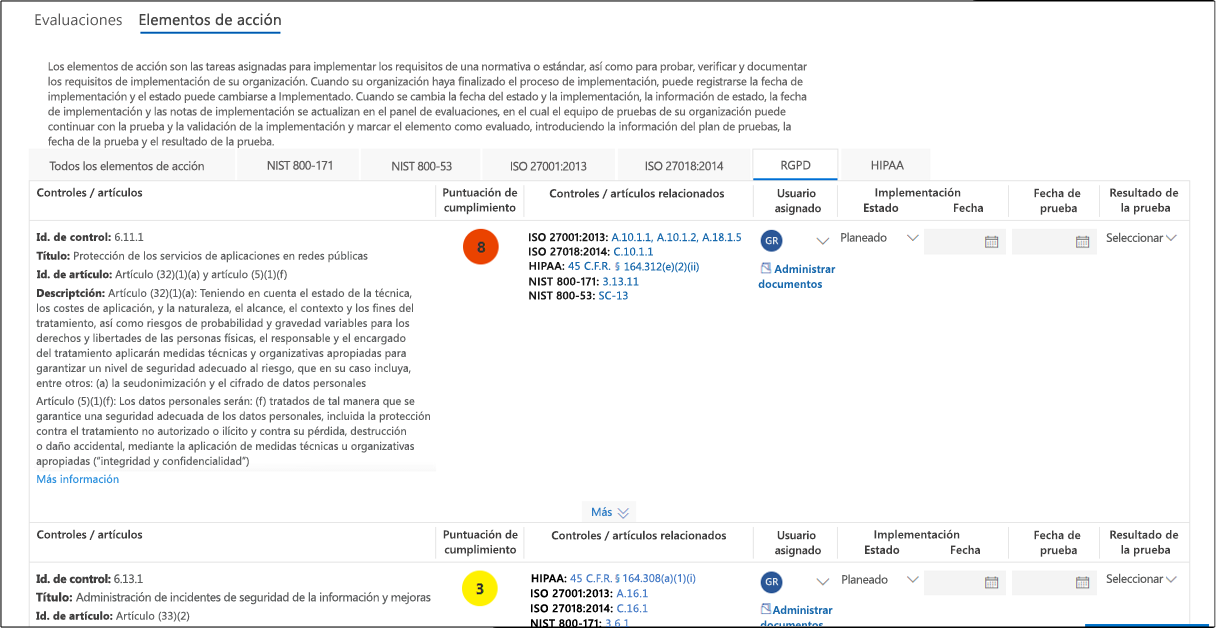 Evaluaciones Elementos de acción
Los elementos de acción son las tareas asignadas para implementar los requisitos de una normativa o estándar, así como para probar, verificar y documentar
los requisitos de implementación de su organización. Cuando su organización haya finalizado el proceso de implementación, puede registrarse la fecha de
implementación y el estado puede cambiarse a Implementado. Cuando se cambia la fecha del estado y la implementación, la información de estado, la fecha
de implementación y las notas de implementación se actualizan en el panel de evaluaciones, en el cual el equipo de pruebas de su organización puede
continuar con la prueba y la validación de la implementación y marcar el elemento como evaluado, introduciendo la información del plan de pruebas, la
fecha de la prueba y el resultado de la prueba.
Todos los elementos de acción NIST 800-171 NIST 800-53 ISO 27001:2013 ISO 27018:2014 RGPD HIPAA
Controles / artículos
Puntuación de
cumplimiento
Controles / artículos relacionados
Usuario
asignado
Implementación
Estado Fecha
Fecha de
prueba
Resultado de
la prueba
Id. de control: 6.11.1
Título: Protección de los servicios de aplicaciones en redes públicas
Id. de artículo: Artículo (32)(1)(a) y artículo (5)(1)(f)
Descriptción: Artículo (32)(1)(a): Teniendo en cuenta el estado de la técnica,
los costes de aplicación, y la naturaleza, el alcance, el contexto y los fines del
tratamiento, así como riesgos de probabilidad y gravedad variables para los
derechos y libertades de las personas físicas, el responsable y el encargado
del tratamiento aplicarán medidas técnicas y organizativas apropiadas para
garantizar un nivel de seguridad adecuado al riesgo, que en su caso incluya,
entre otros: (a) la seudonimización y el cifrado de datos personales
Artículo (5)(1)(f): Los datos personales serán: (f) tratados de tal manera que se
garantice una seguridad adecuada de los datos personales, incluida la protección
contra el tratamiento no autorizado o ilícito y contra su pérdida, destrucción
o daño accidental, mediante la aplicación de medidas técnicas u organizativas
apropiadas ("integridad y confidencialidad")
Más información
8
ISO 27001:2013: A.10.1.1, A.10.1.2, A.18.1.5
ISO 27018:2014: C.10.1.1
HIPAA: 45 C.F.R. § 164.312(e)(2)(ii)
NIST 800-171: 3.13.11
NIST 800-53: SC-13
GR
Administrar
documentos
Planeado
Seleccionar
Más
Controles / artículos
Puntuación de
cumplimiento
Controles / artículos relacionados
Usuario
asignado
Implementación
Estado Fecha
Fecha de
prueba
Resultado de
la prueba
Id. de control: 6.13.1
Título: Administración de incidentes de seguridad de la información y mejoras
Id. de artículo: Artículo (33)(2)
3
HIPAA: 45 C.F.R. § 164.308(a)(1)(i)
ISO 27001:2013: A.16.1
ISO 27018:2014: C.16.1
NIST 800-171: 3.6.1
GR
Administrar
documentos
Planeado
Seleccionar